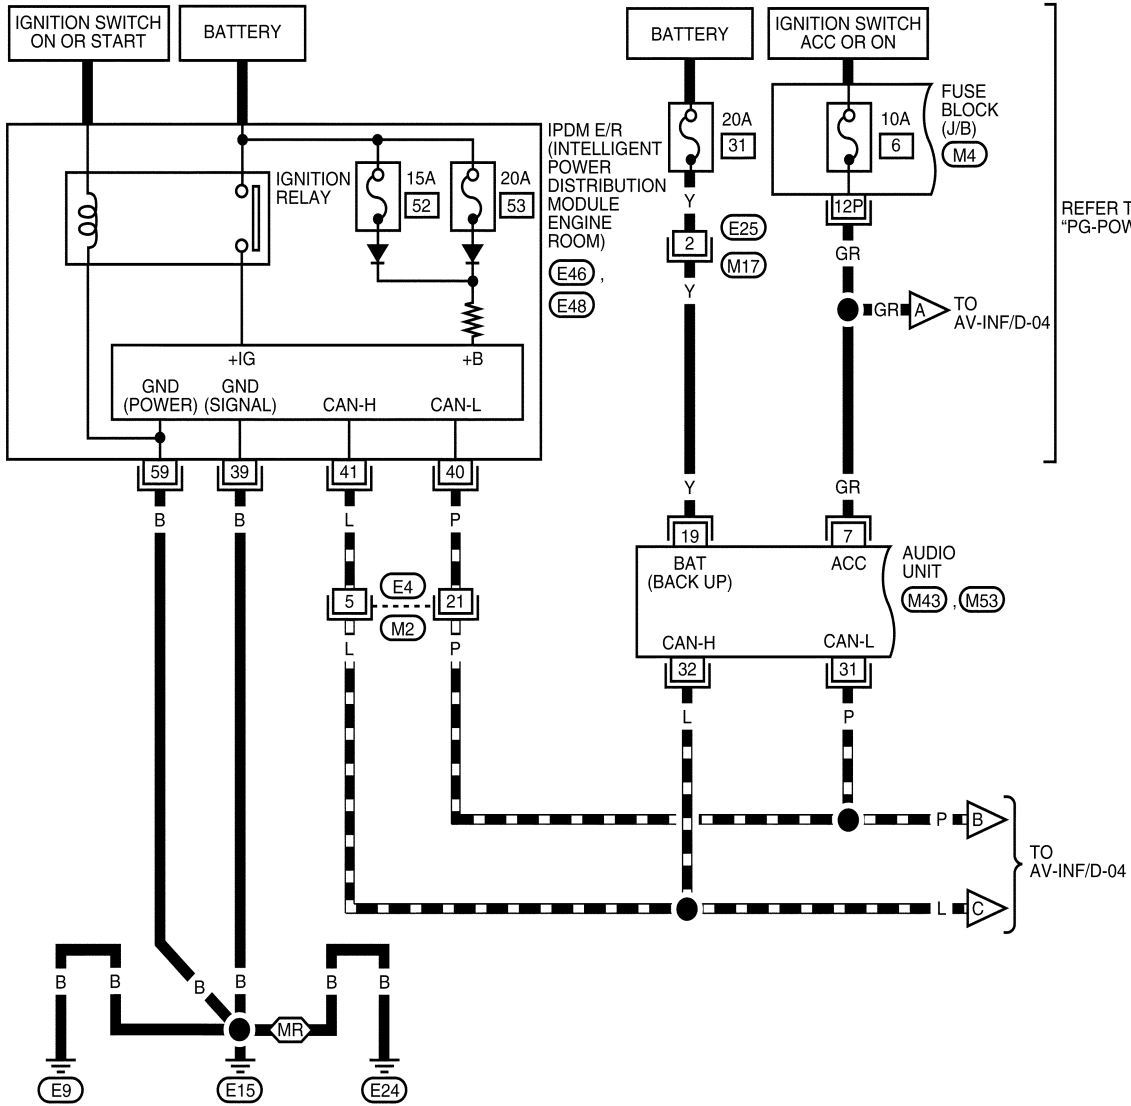 IGNITION SWITCH
ON OR START
BATTERY
BATTERY
IGNITION SWITCH
ACC OR ON
IPDM E/R
(INTELLIGENT
POWER
DISTRIBUTION
MODULE
ENGINE
ROOM)
E46 ,
E48
IGNITION
RELAY
15A
52
20A
53
20A
31
10A
6
FUSE
BLOCK
(J/B)
M4
REFER T
“PG-POW
12P
Y
2
E25
M17
Y
GR
GR
A
TO
AV-INF/D-04
+IG
+B
GND
(POWER)
GND
(SIGNAL)
CAN-H
CAN-L
59
39
41
40
B
B
L
P
Y
GR
19
7
BAT
(BACK UP)
ACC
AUDIO
UNIT
M43 , M53
5
E4
M2
21
L
P
CAN-H
CAN-L
32
31
L
P
P
B
L
C
TO
AV-INF/D-04
B
B
B
B
B
B
MR
E9
E15
E24